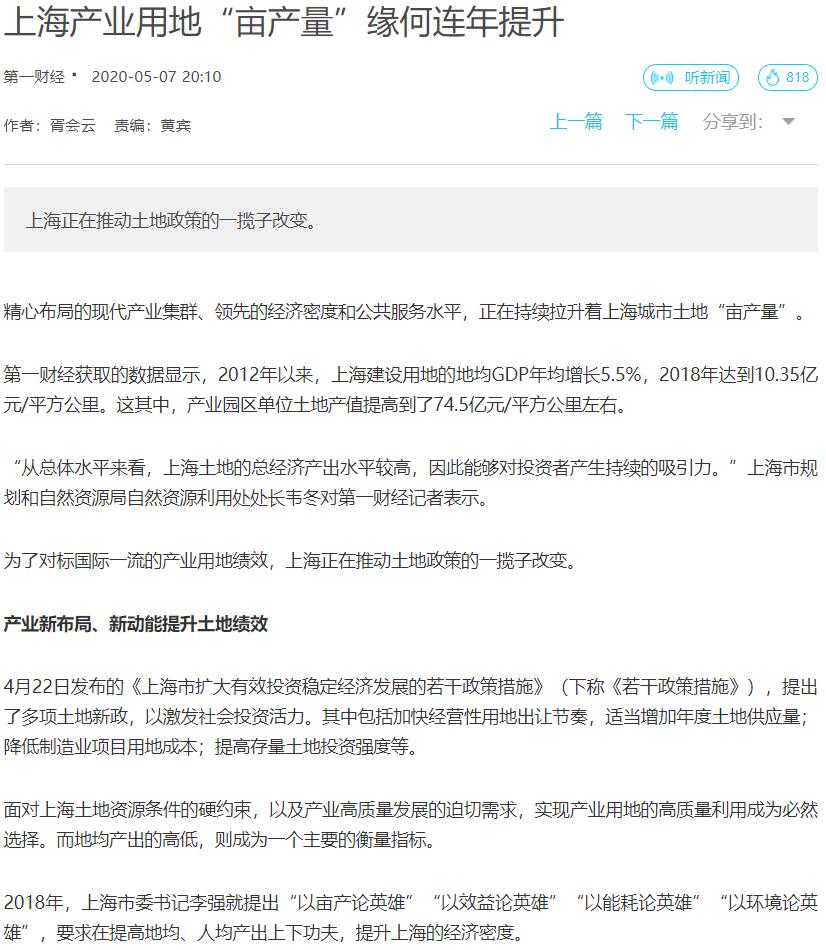 上海产业用地“亩产量”缘何连年提升
第一财经 · 2020-05-07 20:10
听新闻
818
作者：胥会云 责编：黄宾
上一篇 下一篇 分享到：
上海正在推动土地政策的一揽子改变。
精心布局的现代产业集群、领先的经济密度和公共服务水平，正在持续拉升着上海城市土地“亩产量”。
第一财经获取的数据显示，2012年以来，上海建设用地的地均GDP年均增长5.5%，2018年达到10.35亿
元/平方公里。这其中，产业园区单位土地产值提高到了74.5亿元/平方公里左右。
“从总体水平来看，上海土地的总经济产出水平较高，因此能够对投资者产生持续的吸引力。”上海市规
划和自然资源局自然资源利用处处长韦冬对第一财经记者表示。
为了对标国际一流的产业用地绩效，上海正在推动土地政策的一揽子改变。
产业新布局、新动能提升土地绩效
4月22日发布的《上海市扩大有效投资稳定经济发展的若干政策措施》（下称《若干政策措施》），提出
了多项土地新政，以激发社会投资活力。其中包括加快经营性用地出让节奏，适当增加年度土地供应量；
降低制造业项目用地成本；提高存量土地投资强度等。
面对上海土地资源条件的硬约束，以及产业高质量发展的迫切需求，实现产业用地的高质量利用成为必然
选择。而地均产出的高低，则成为一个主要的衡量指标。
2018年，上海市委书记李强就提出“以亩产论英雄”“以效益论英雄”“以能耗论英雄”“以环境论英
雄”，要求在提高地均、人均产出上下功夫，提升上海的经济密度。